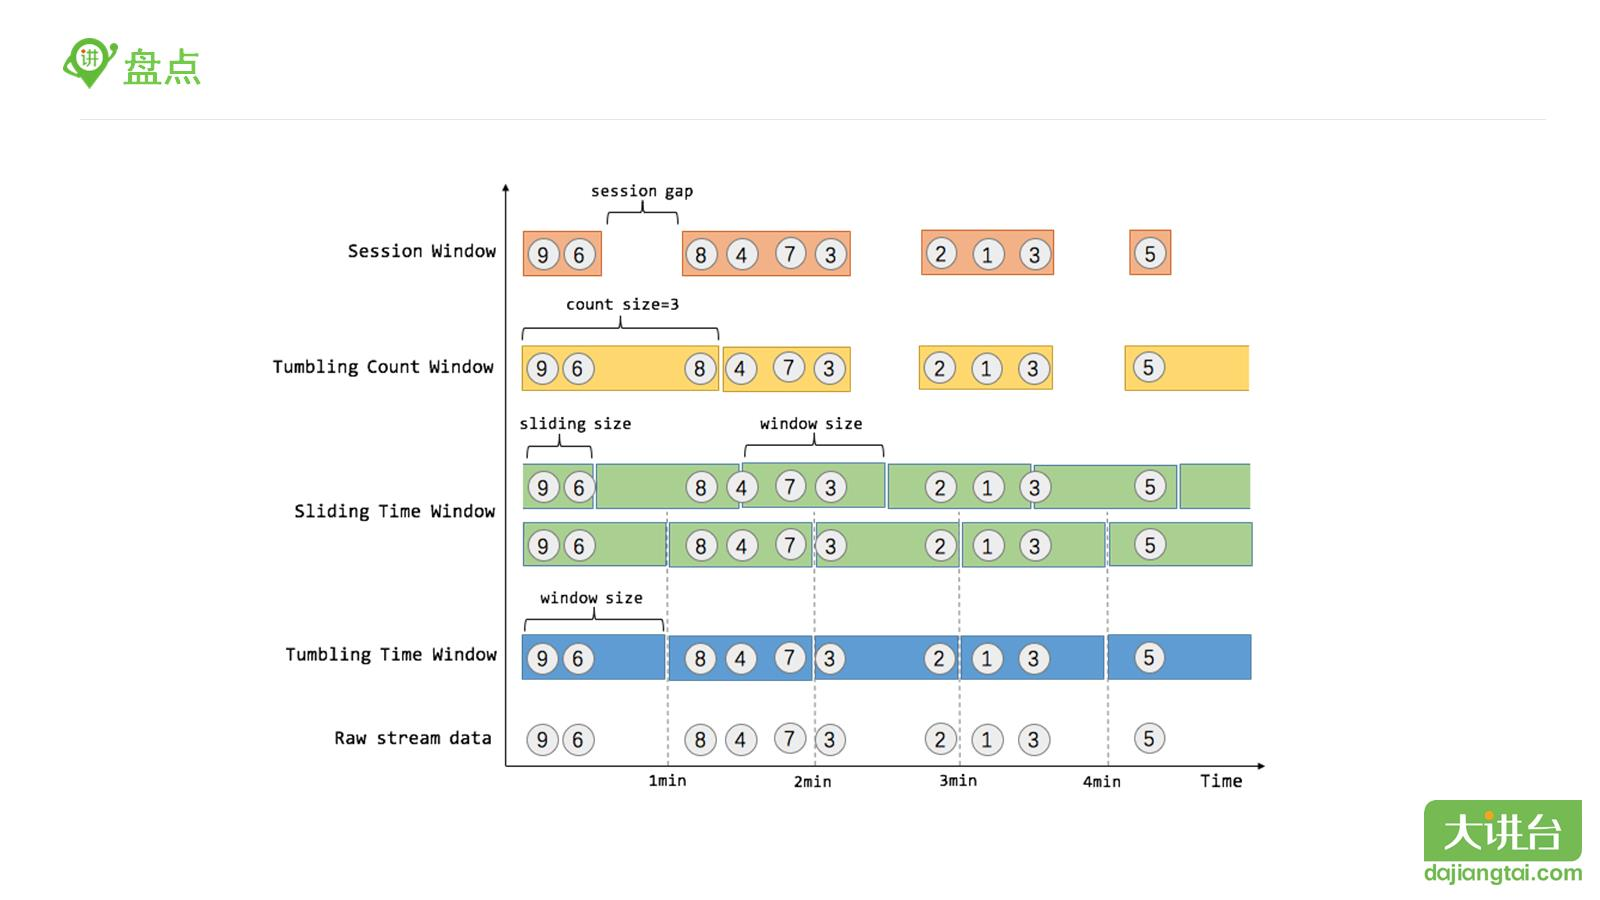 讲 盘点
session gap
Session Window 9 6 8 4 7 3 2 1 3 5
count size=3
Tumbling Count Window 9 6 8 4 7 3 2 1 3 5
sliding size window size
9 6 8 4 7 3 2 1 3 5
Sliding Time Window
9 6 8 4 7 3 2 1 3 5
window size
Tumbling Time Window 9 6 8 4 7 3 2 1 3 5
Raw stream data 9 6 8 4 7 3 2 1 3 5
1min 2min 3min 4min Time
大讲台
dajiangtai.com